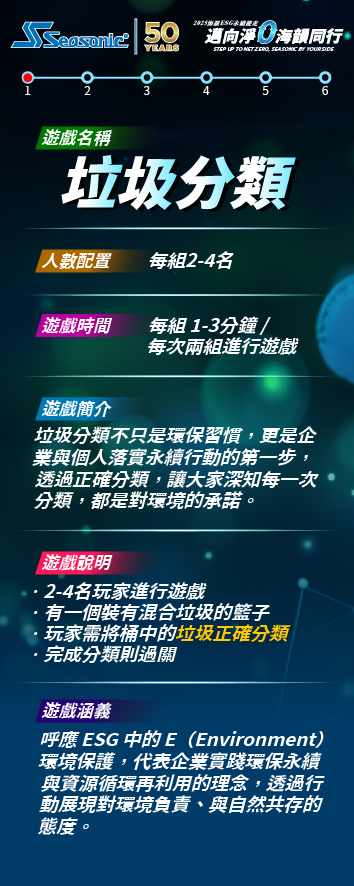 Seasonic
50 YEARS
2025海韻ESG永續健走
邁向淨0海韻同行
STEP UP TO NET ZERO, SEASONIC BY YOUR SIDE
1 2 3 4 5 6
遊戲名稱
垃圾分類
人數配置
每組2-4名
遊戲時間
每組 1-3分鐘 /
每次兩組進行遊戲
遊戲簡介
垃圾分類不只是環保習慣，更是企
業與個人落實永續行動的第一步，
透過正確分類，讓大家深知每一次
分類，都是對環境的承諾。
遊戲說明
· 2-4名玩家進行遊戲
· 有一個裝有混合垃圾的籃子
· 玩家需將桶中的垃圾正確分類
· 完成分類則過關
遊戲涵義
呼應 ESG 中的 E（Environment）
環境保護，代表企業實踐環保永續
與資源循環再利用的理念，透過行
動展現對環境負責、與自然共存的
態度。